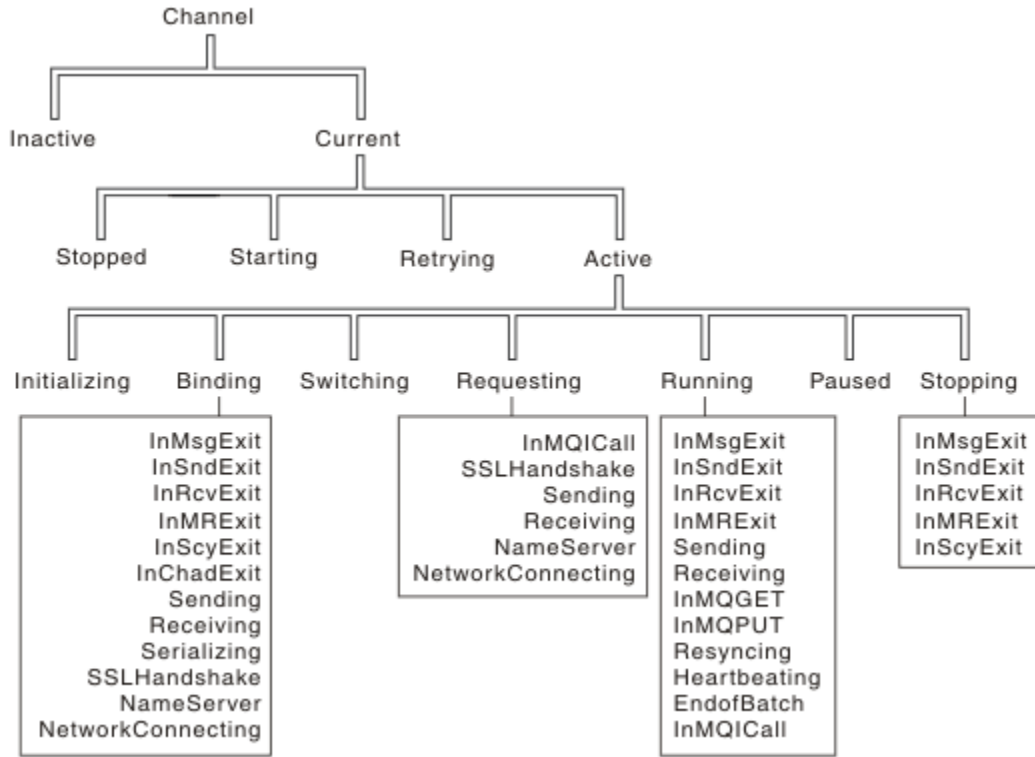 Channel
Inactive
Current
Stopped
Starting
Retrying
Active
Initializing
Binding
Switching
Requesting
Running
Paused
Stopping
InMsgExit
InSndExit
InRcvExit
InMRExit
InScyExit
InChadExit
Sending
Receiving
Serializing
SSLHandshake
NameServer
NetworkConnecting
InMQICall
SSLHandshake
Sending
Receiving
NameServer
NetworkConnecting
InMsgExit
InSndExit
InRcvExit
InMRExit
Sending
Receiving
InMQGET
InMQPUT
Resyncing
Heartbeating
EndofBatch
InMQICall
InMsgExit
InSndExit
InRcvExit
InMRExit
InScyExit